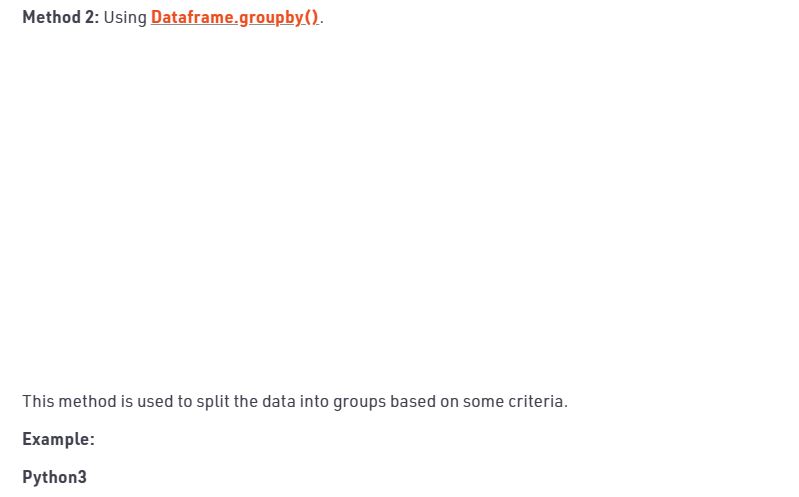 Method 2: Using Dataframe.groupby().
This method is used to split the data into groups based on some criteria.
Example:
Python3